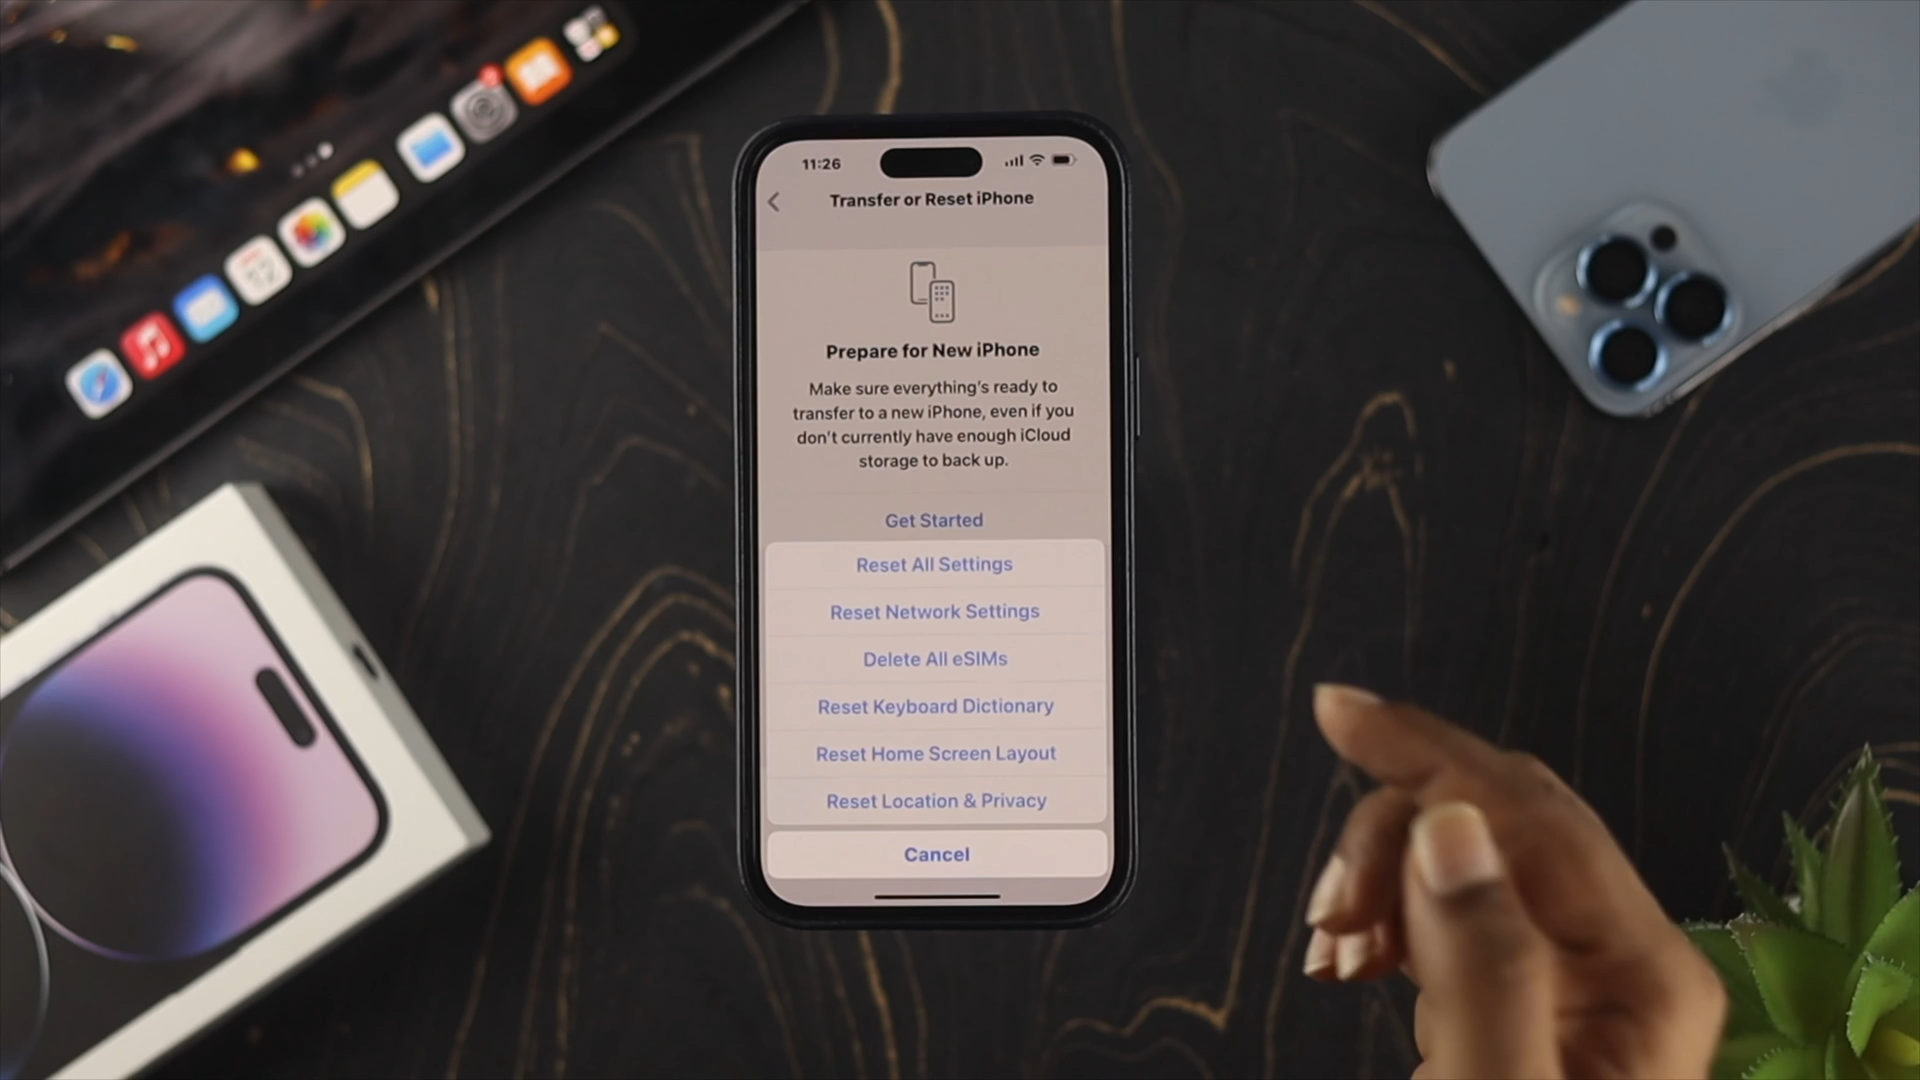 11:26
Transfer or Reset iPhone
Prepare for New iPhone
Make sure everything's ready to
transfer to a new iPhone, even if you
don't currently have enough iCloud
storage to back up.
Get Started
Reset All Settings
Reset Network Settings
Delete All eSIMs
Reset Keyboard Dictionary
Reset Home Screen Layout
Reset Location & Privacy
Cancel